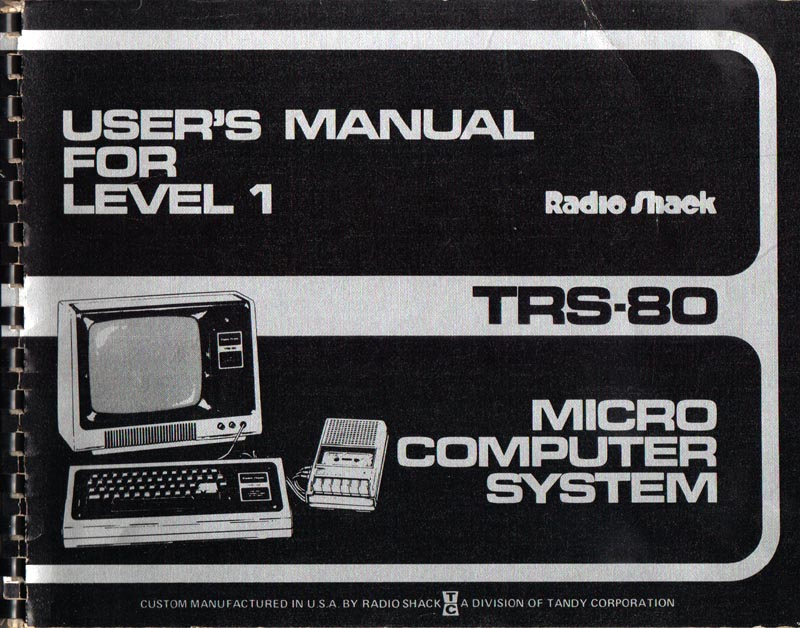 USER'S MANUAL
FOR
LEVEL 1
Radio Shack
TRS-80
MICRO
COMPUTER
SYSTEM
CUSTOM MANUFACTURED IN U.S.A. BY RADIO SHACK TC A DIVISION OF TANDY CORPORATION